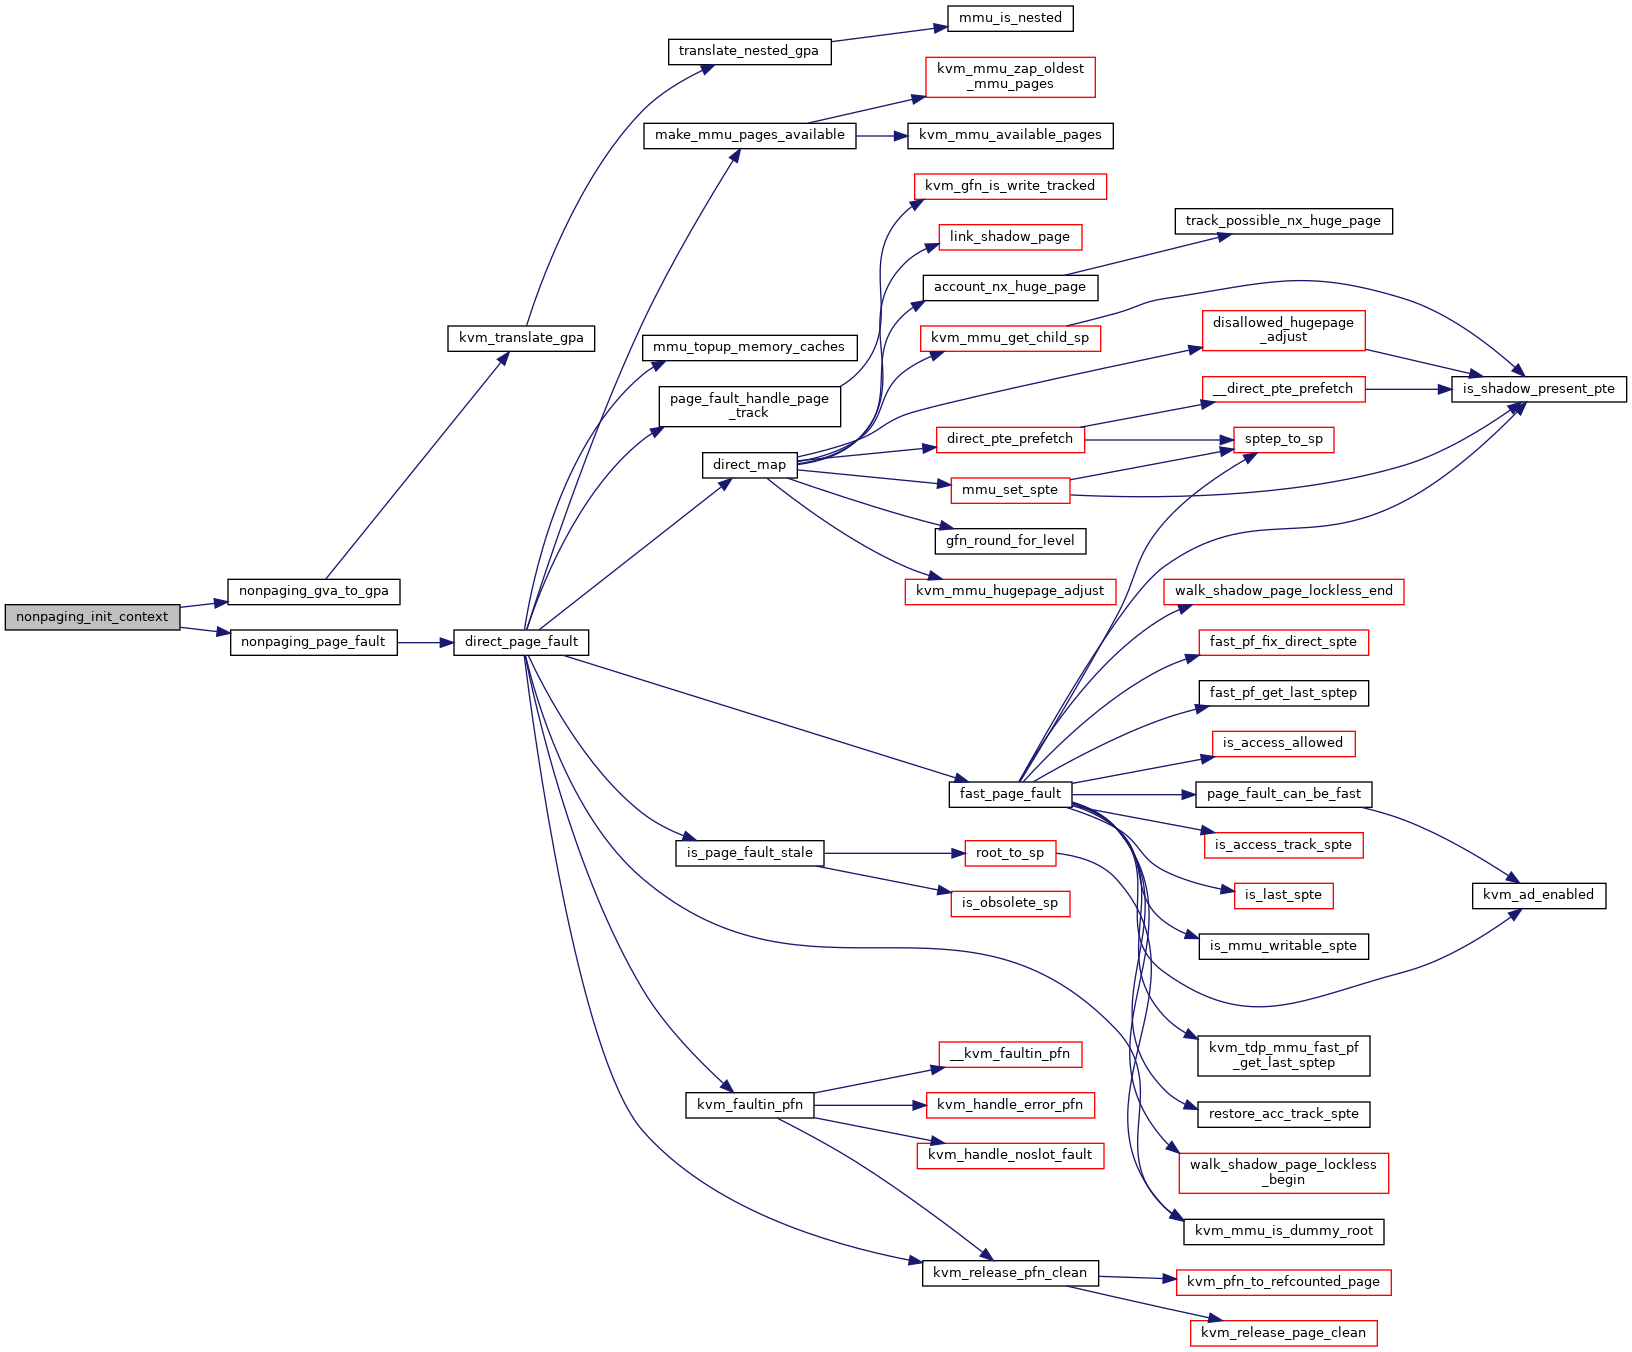 mmu_is_nested
translate_nested_gpa
kvm_mmu_zap_oldest
_mmu_pages
make_mmu_pages_available
kvm_mmu_available_pages
kvm_gfn_is_write_tracked
track_possible_nx_huge_page
link_shadow_page
account_nx_huge_page
disallowed_hugepage
_adjust
kvm_translate_gpa
kvm_mmu_get_child_sp
mmu_topup_memory_caches
__direct_pte_prefetch
is_shadow_present_pte
page_fault_handle_page
_track
direct_pte_prefetch
sptep_to_sp
direct_map
mmu_set_spte
gfn_round_for_level
nonpaging_gva_to_gpa
kvm_mmu_hugepage_adjust
walk_shadow_page_lockless_end
nonpaging_init_context
nonpaging_page_fault
direct_page_fault
fast_pf_fix_direct_spte
fast_pf_get_last_sptep
is_access_allowed
fast_page_fault
page_fault_can_be_fast
is_page_fault_stale
root_to_sp
is_access_track_spte
is_obsolete_sp
is_last_spte
kvm_ad_enabled
is_mmu_writable_spte
__kvm_faultin_pfn
kvm_tdp_mmu_fast_pf
_get_last_sptep
kvm_faultin_pfn
kvm_handle_error_pfn
restore_acc_track_spte
kvm_handle_noslot_fault
walk_shadow_page_lockless
_begin
kvm_mmu_is_dummy_root
kvm_release_pfn_clean
kvm_pfn_to_refcounted_page
kvm_release_page_clean